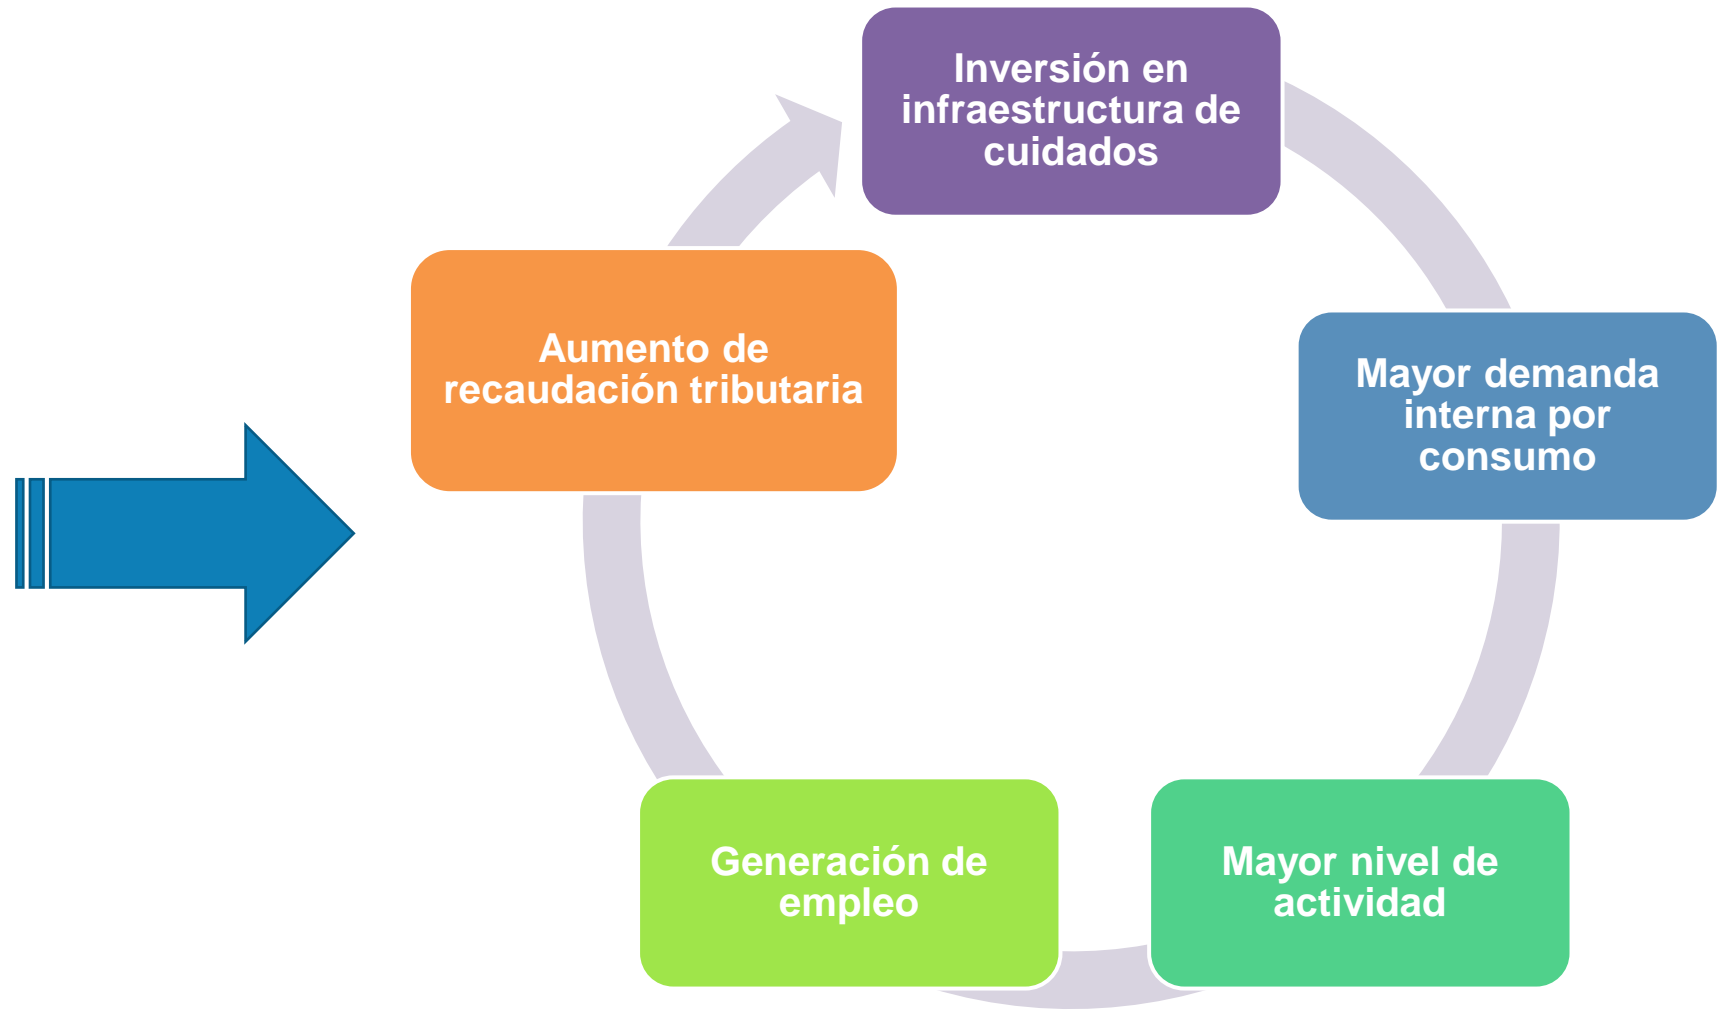 Inversión en
infraestructura de
cuidados
Mayor demanda
interna por
consumo
Mayor nivel de
actividad
Generación de
empleo
Aumento de
recaudación tributaria